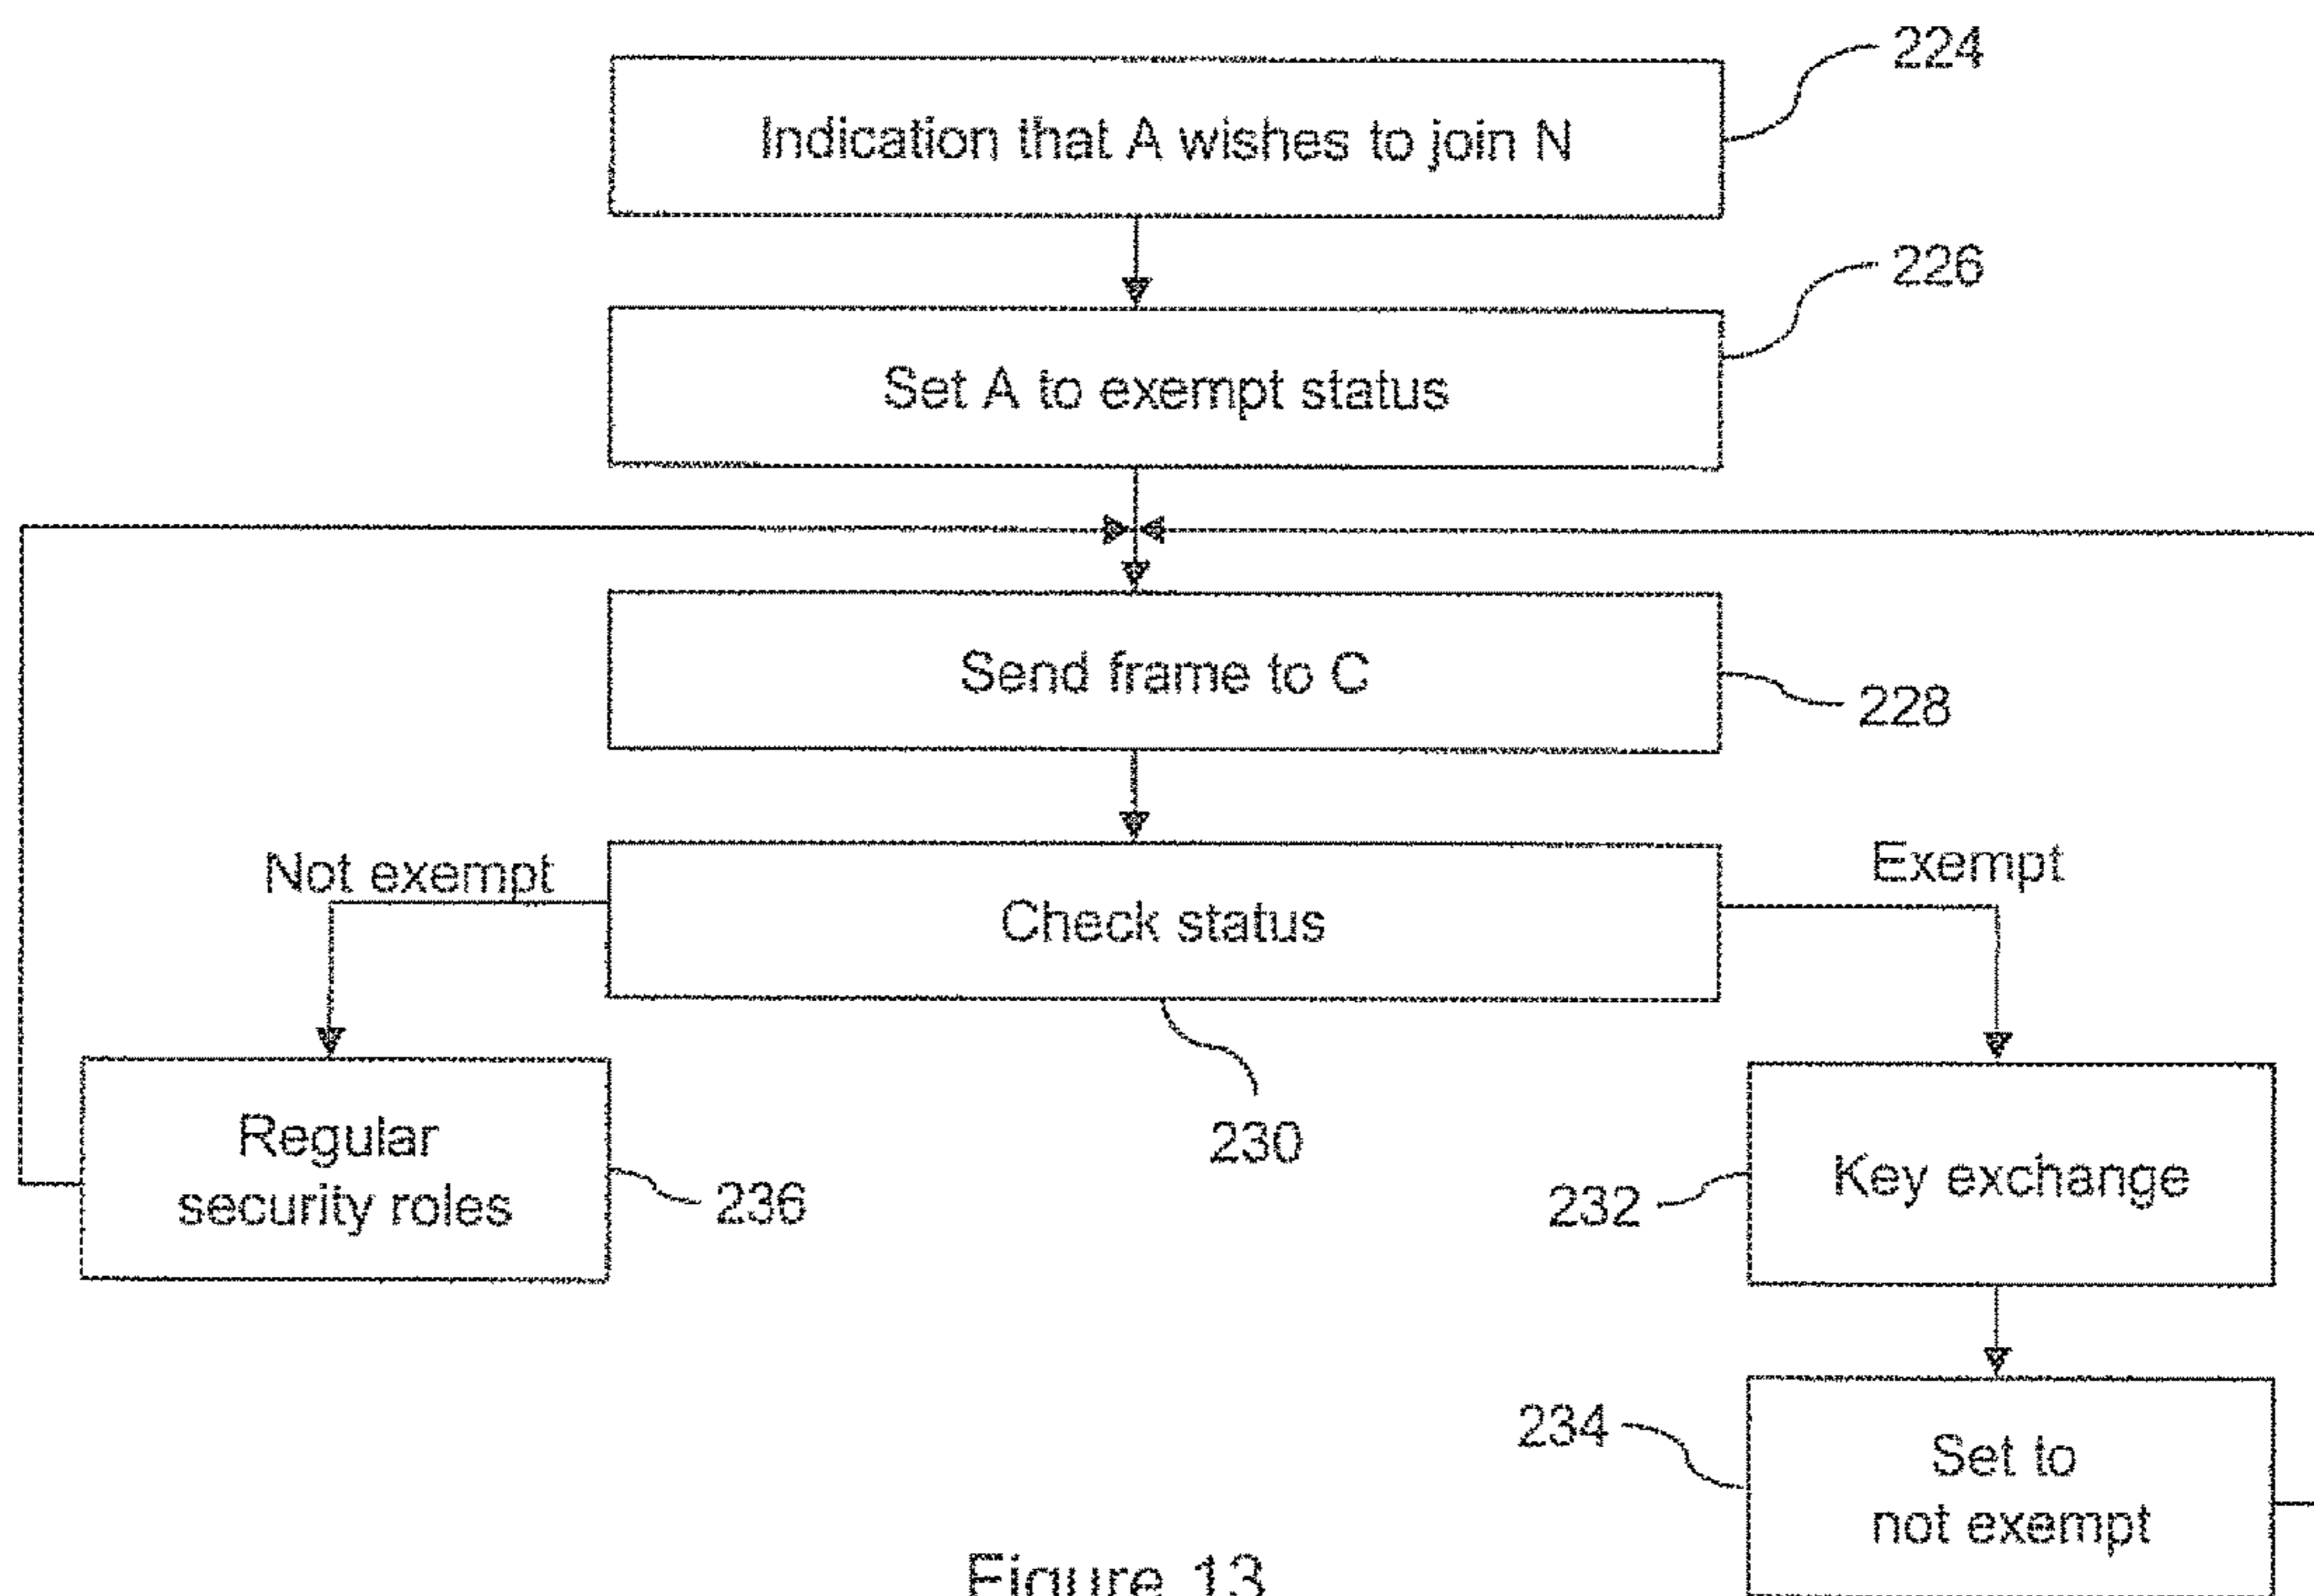 224
Indication that A wishes to join N
226
Set A to exempt status
Send frame to C
228
Not exempt
Exempt
Check status
230
Regular
security roles
236
232
Key exchange
234
Set to
not exempt
Figure 13